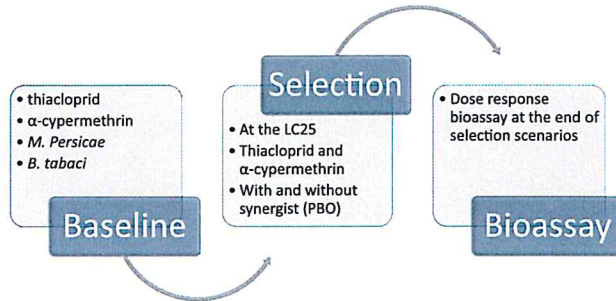 • thiacloprid
• α-cypermethrin
• M. Persicae
• B. tabaci
Baseline
Selection
• At the LC25
• Thiacloprid and
α-cypermethrin
• With and without
synergist (PBO)
• Dose response
bioassay at the end of
selection scenarios
Bioassay